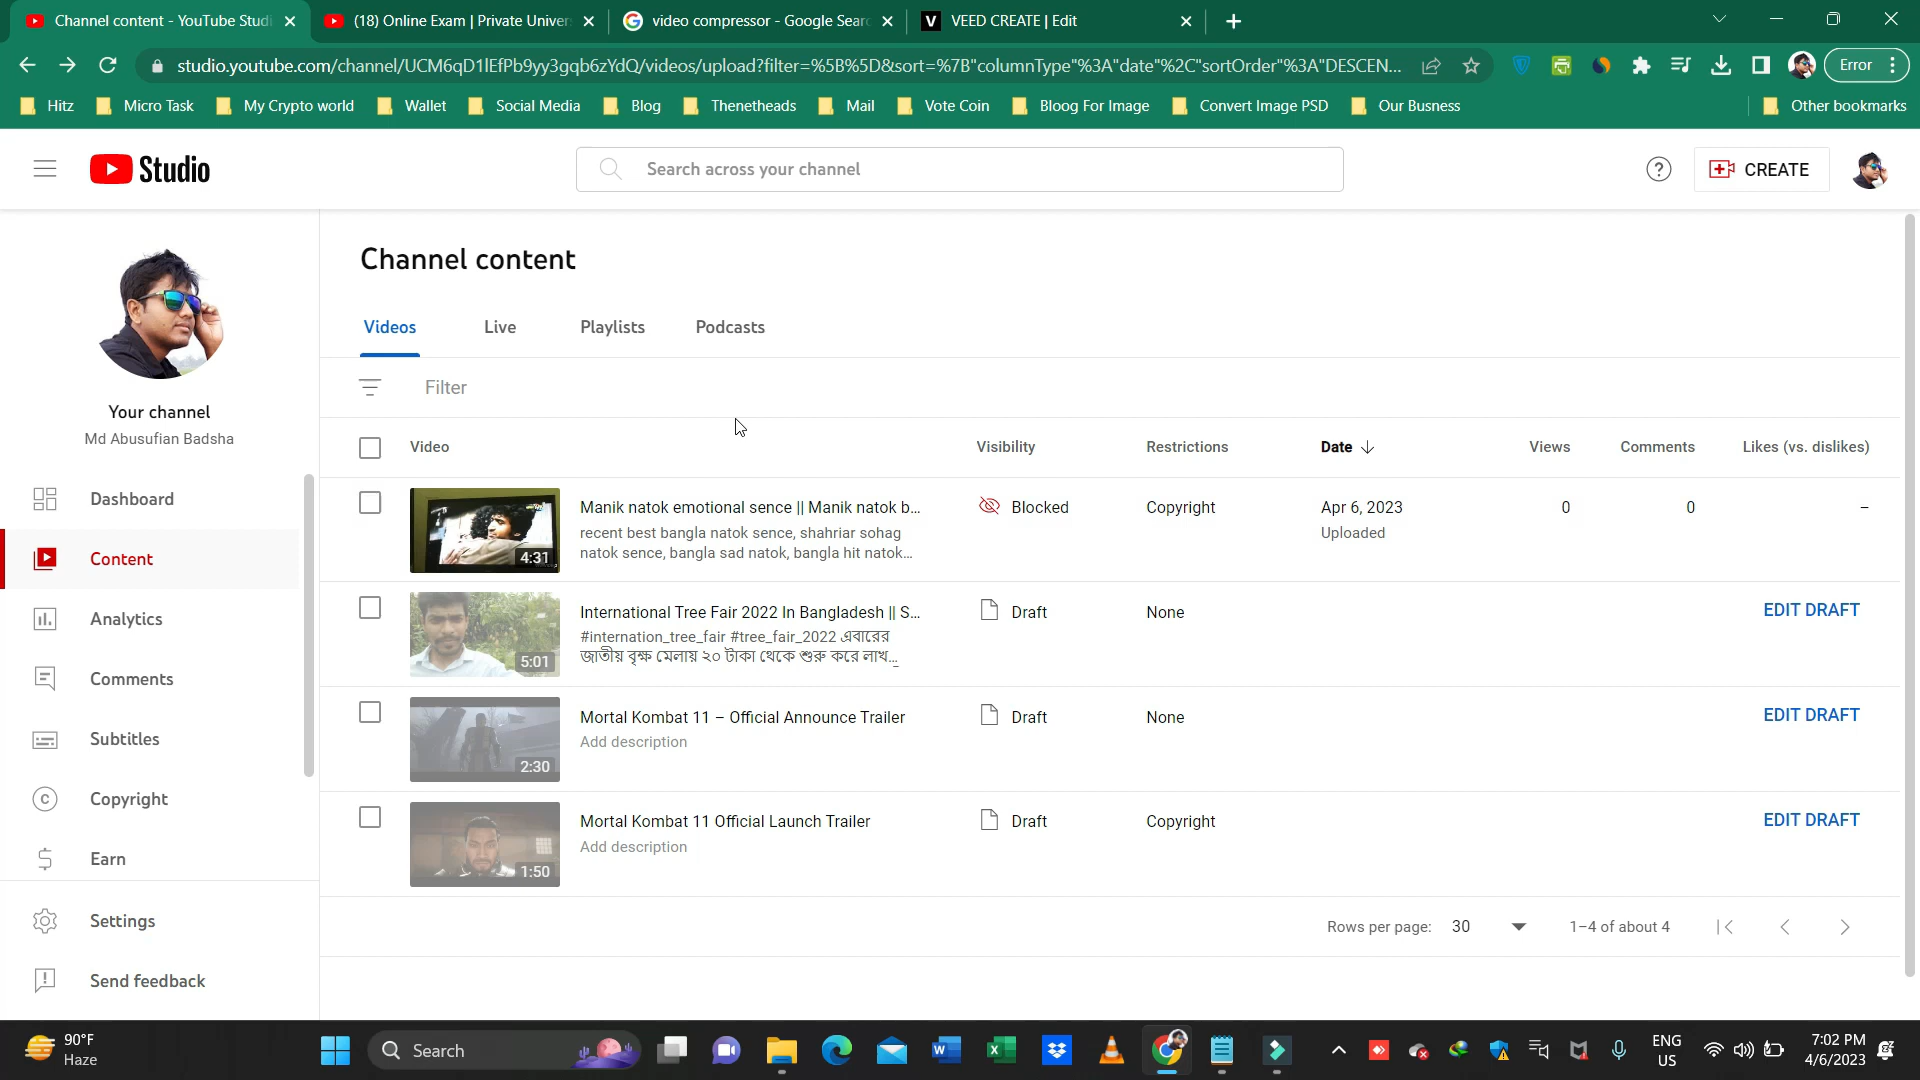 Channel content - YouTube Studi
(18) Online Exam | Private Univer
video compressor - Google Sear
VEED CREATE | Edit
studio.youtube.com/channel/UCM6qD1lEfPb9yy3gqb6zYdQ/videos/upload?filter=%5B%5D&sort=%7B"columnType"%3A"date"%2C"sortOrder"%3A"DESCEN...
Error
Hitz
Micro Task
My Crypto world
Wallet
Social Media
Blog
Thenetheads
Mail
Vote Coin
Bloog For Image
Convert Image PSD
Our Busness
Other bookmarks
Studio
Search across your channel
CREATE
Your channel
Md Abusufian Badsha
Dashboard
Content
Analytics
Comments
Subtitles
Copyright
Earn
Settings
Send feedback
Channel content
Videos Live Playlists Podcasts
Filter
Video Visibility Restrictions Date Views Comments Likes (vs. dislikes)
4:31
Manik natok emotional sence || Manik natok b...
recent best bangla natok sence, shahriar sohag
natok sence, bangla sad natok, bangla hit natok...
Blocked Copyright Apr 6, 2023 0 0 –
Uploaded
5:01
International Tree Fair 2022 In Bangladesh || S...
#internation_tree_fair #tree_fair_2022 এবারের
জাতীয় বৃক্ষ মেলায় ২০ টাকা থেকে শুরু করে লাখ...
Draft None EDIT DRAFT
2:30
Mortal Kombat 11 – Official Announce Trailer
Add description
Draft None EDIT DRAFT
1:50
Mortal Kombat 11 Official Launch Trailer
Add description
Draft Copyright EDIT DRAFT
Rows per page: 30 1–4 of about 4
90°F
Haze
Search
ENG
US
7:02 PM
4/6/2023